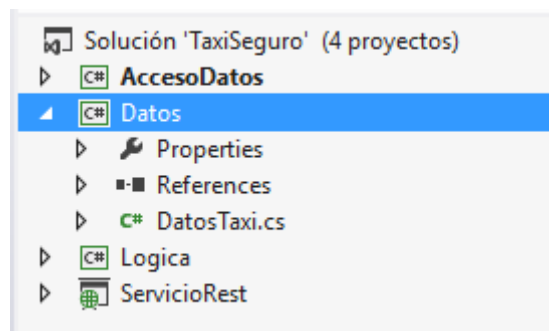 Solución 'TaxiSeguro' (4 proyectos)
C# AccesoDatos
C# Datos
Properties
References
C# DatosTaxi.cs
C# Logica
ServicioRest